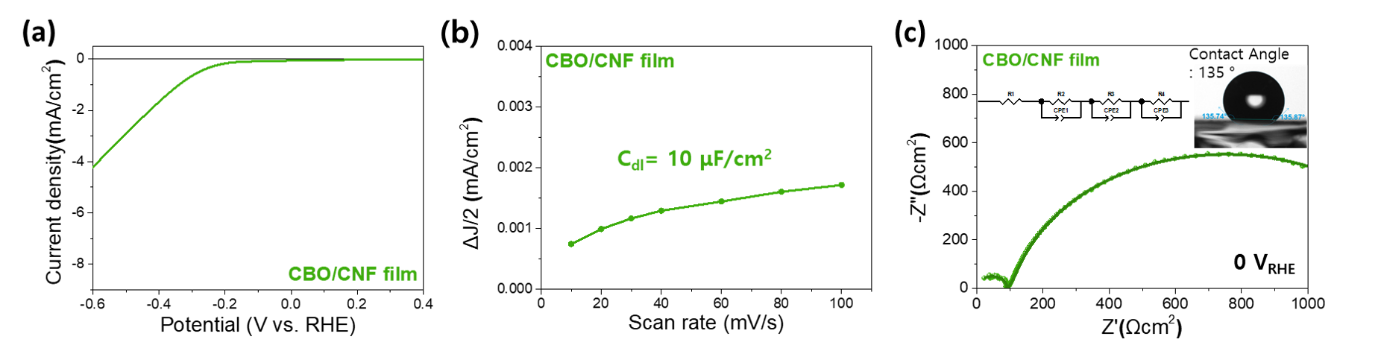 (a)
0
-2
-4
-6
-8
Current density(mA/cm²)
-0.6
-0.4
-0.2
0.0
0.2
0.4
Potential (V vs. RHE)
CBO/CNF film
(b)
0.004
0.003
0.002
0.001
0.000
ΔJ/2 (mA/cm²)
0
20
40
60
80
100
Scan rate (mV/s)
CBO/CNF film
Cdl= 10 μF/cm²
(c)
1000
800
600
400
200
0
-Z"(Ωcm²)
0
200
400
600
800
1000
Z'(Ωcm²)
CBO/CNF film
Contact Angle
: 135 °
R1
R2
R3
R4
CPE1
CPE2
CPE3
135.74°
135.87°
0 VRHE